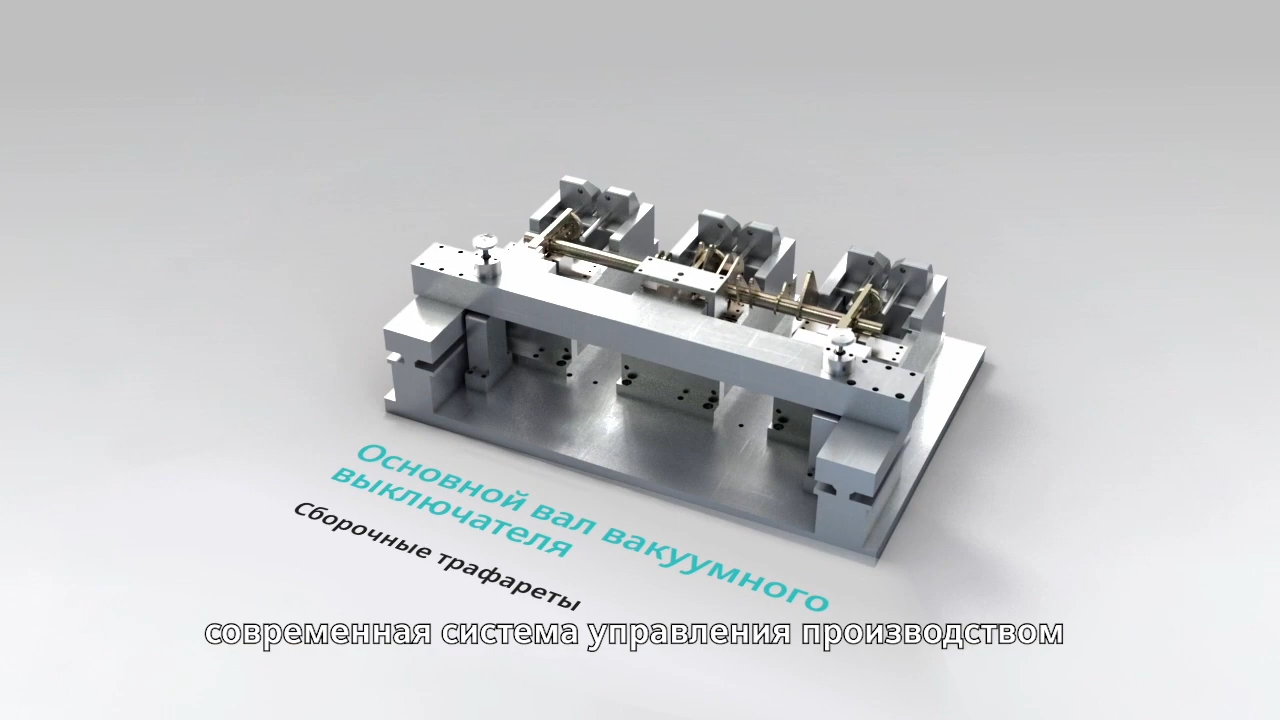 Основной вал вакуумного
выключателя
Сборочные трафареты
современная система управления производством